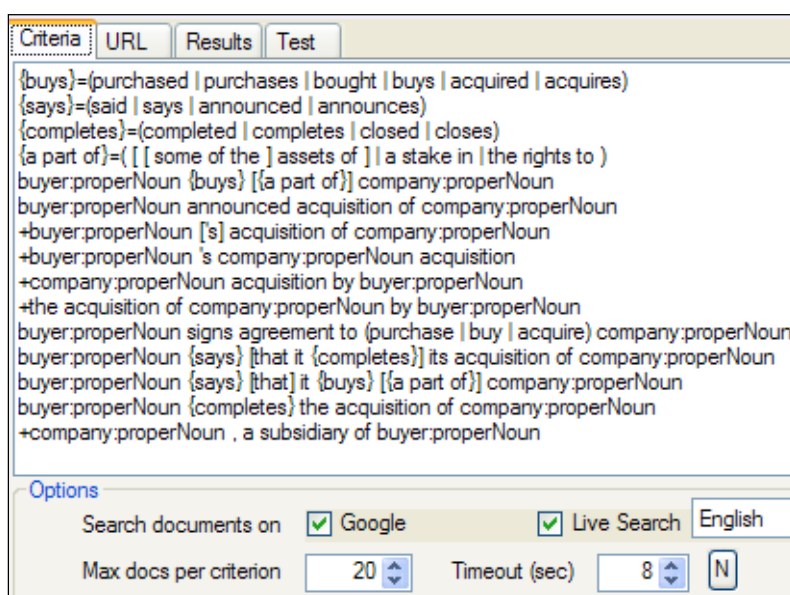 Criteria URL Results Test
{buys}=(purchased | purchases | bought | buys | acquired | acquires)
{says}=(said | says | announced | announces)
{completes}=(completed | completes | closed | closes)
{a part of}=( [ [ some of the ] assets of ] | a stake in | the rights to )
buyer:properNoun {buys} [{a part of}] company:properNoun
buyer:properNoun announced acquisition of company:properNoun
+buyer:properNoun ['s] acquisition of company:properNoun
+buyer:properNoun 's company:properNoun acquisition
+company:properNoun acquisition by buyer:properNoun
+the acquisition of company:properNoun by buyer:properNoun
buyer:properNoun signs agreement to (purchase | buy | acquire) company:properNoun
buyer:properNoun {says} [that it {completes}] its acquisition of company:properNoun
buyer:properNoun {says} [that] it {buys} [{a part of}] company:properNoun
buyer:properNoun {completes} the acquisition of company:properNoun
+company:properNoun , a subsidiary of buyer:properNoun
Options
Search documents on Google Live Search English
Max docs per criterion 20 Timeout (sec) 8 N